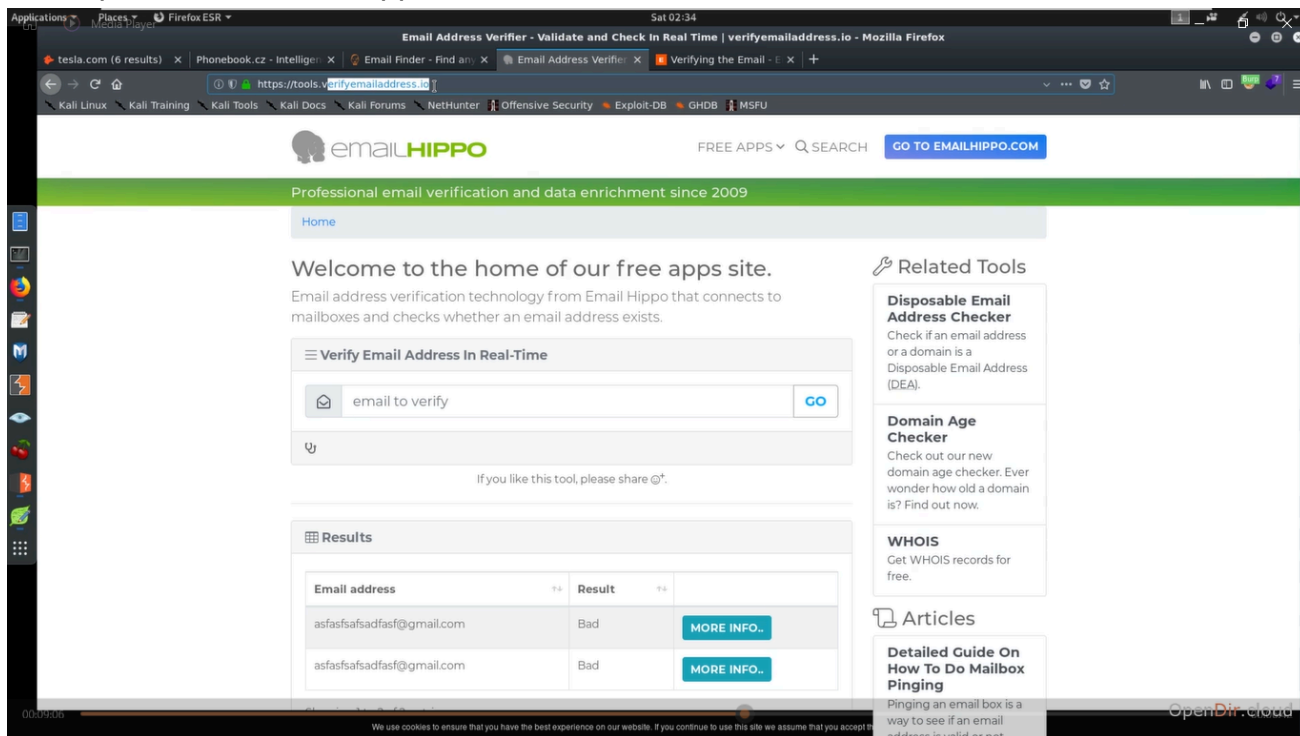 Applications Places Firefox ESR Sat 02:34 1
Media Player
Email Address Verifier - Validate and Check In Real Time | verifyemailaddress.io - Mozilla Firefox
tesla.com (6 results) Phonebook.cz - Intelligen Email Finder - Find any Email Address Verifier Verifying the Email - E
https://tools.verifyemailaddress.io
Kali Linux Kali Training Kali Tools Kali Docs Kali Forums NetHunter Offensive Security Exploit-DB GHDB MSFU
emailHIPPO FREE APPS SEARCH GO TO EMAILHIPPO.COM
Professional email verification and data enrichment since 2009
Home
Welcome to the home of our free apps site.
Email address verification technology from Email Hippo that connects to
mailboxes and checks whether an email address exists.
Verify Email Address In Real-Time
email to verify GO
If you like this tool, please share
Results
Email address Result
asfasfsafsadfasf@gmail.com Bad MORE INFO..
asfasfsafsadfasf@gmail.com Bad MORE INFO..
Related Tools
Disposable Email
Address Checker
Check if an email address
or a domain is a
Disposable Email Address
(DEA).
Domain Age
Checker
Check out our new
domain age checker. Ever
wonder how old a domain
is? Find out now.
WHOIS
Get WHOIS records for
free.
Articles
Detailed Guide On
How To Do Mailbox
Pinging
Pinging an email box is a
way to see if an email
00:09:06
OpenDir.cloud
We use cookies to ensure that you have the best experience on our website. If you continue to use this site we assume that you accept